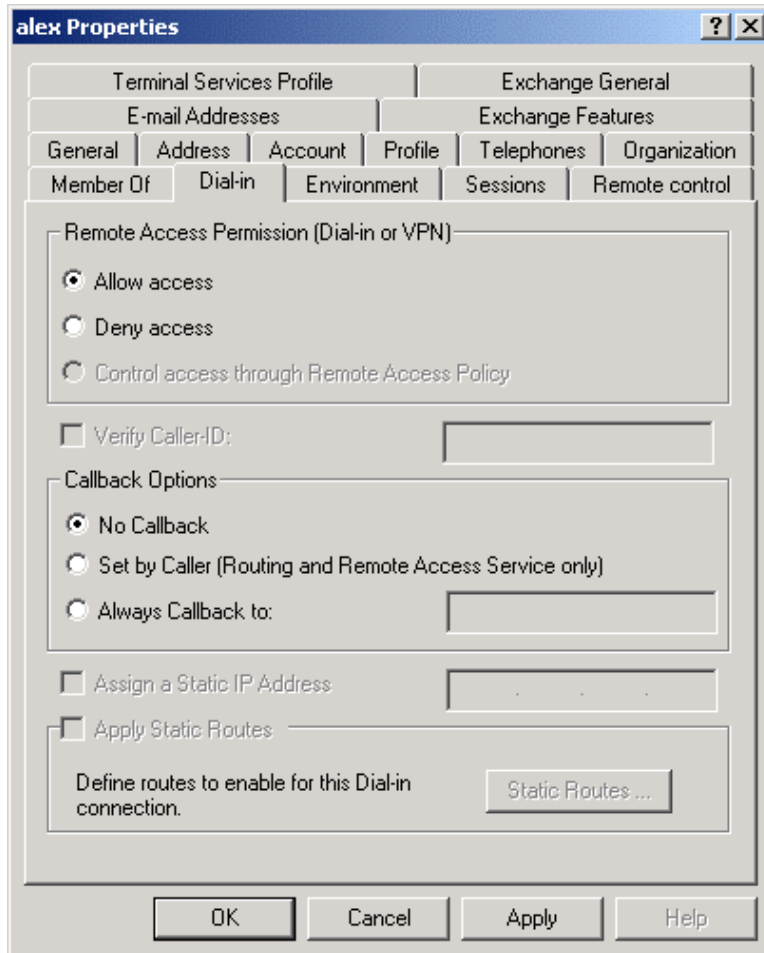 alex Properties
Terminal Services Profile Exchange General
E-mail Addresses Exchange Features
General Address Account Profile Telephones Organization
Member Of Dial-in Environment Sessions Remote control
Remote Access Permission (Dial-in or VPN)
Allow access
Deny access
Control access through Remote Access Policy
Verify Caller-ID:
Callback Options
No Callback
Set by Caller (Routing and Remote Access Service only)
Always Callback to:
Assign a Static IP Address . . .
Apply Static Routes
Define routes to enable for this Dial-in
connection.
Static Routes ...
OK Cancel Apply Help